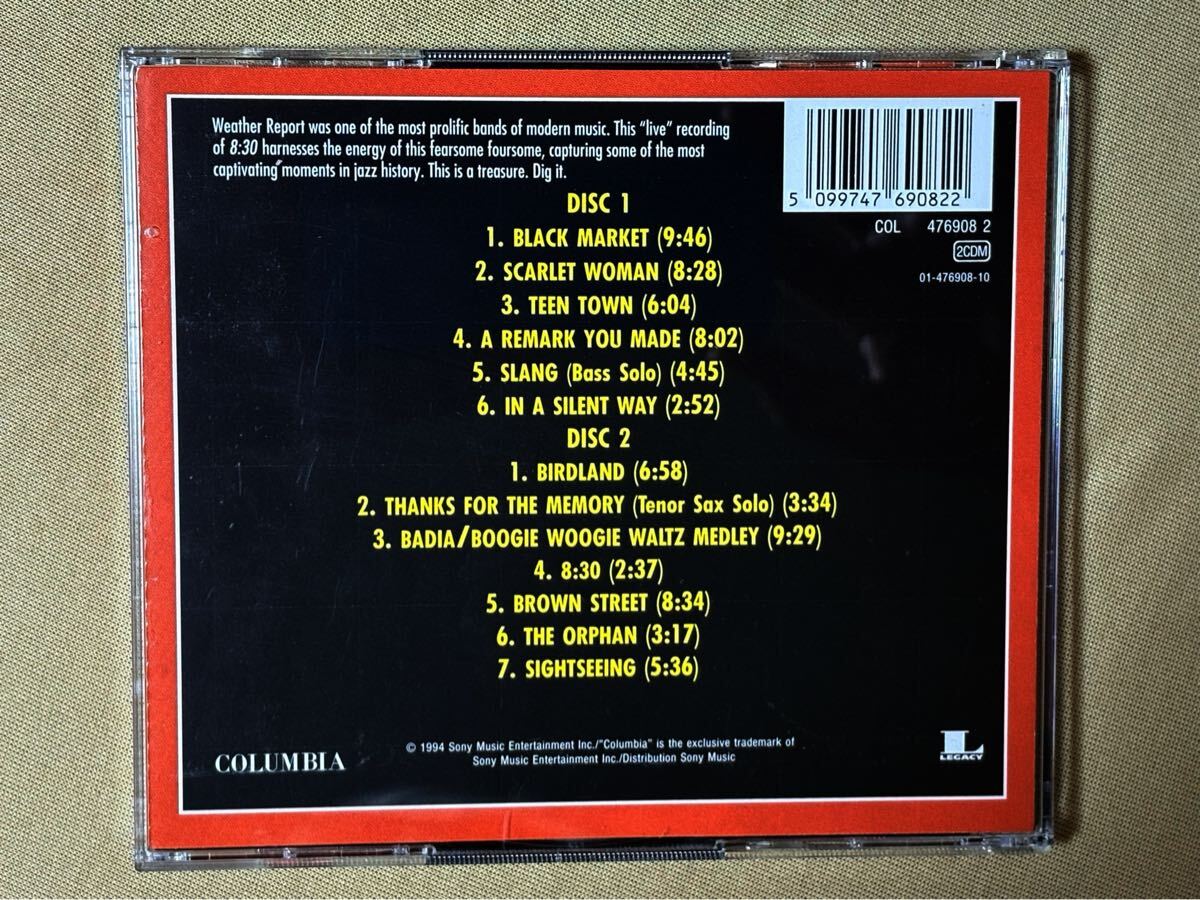 Weather Report was one of the most prolific bands of modern music. This "live" recording
of 8:30 harnesses the energy of this fearsome foursome, capturing some of the most
captivating moments in jazz history. This is a treasure. Dig it.
5 099747 690822
COL 476908 2
2CDM
01-476908-10
DISC 1
1. BLACK MARKET (9:46)
2. SCARLET WOMAN (8:28)
3. TEEN TOWN (6:04)
4. A REMARK YOU MADE (8:02)
5. SLANG (Bass Solo) (4:45)
6. IN A SILENT WAY (2:52)
DISC 2
1. BIRDLAND (6:58)
2. THANKS FOR THE MEMORY (Tenor Sax Solo) (3:34)
3. BADIA/BOOGIE WOOGIE WALTZ MEDLEY (9:29)
4. 8:30 (2:37)
5. BROWN STREET (8:34)
6. THE ORPHAN (3:17)
7. SIGHTSEEING (5:36)
COLUMBIA
© 1994 Sony Music Entertainment Inc./"Columbia" is the exclusive trademark of
Sony Music Entertainment Inc./Distribution Sony Music
L
LEGACY